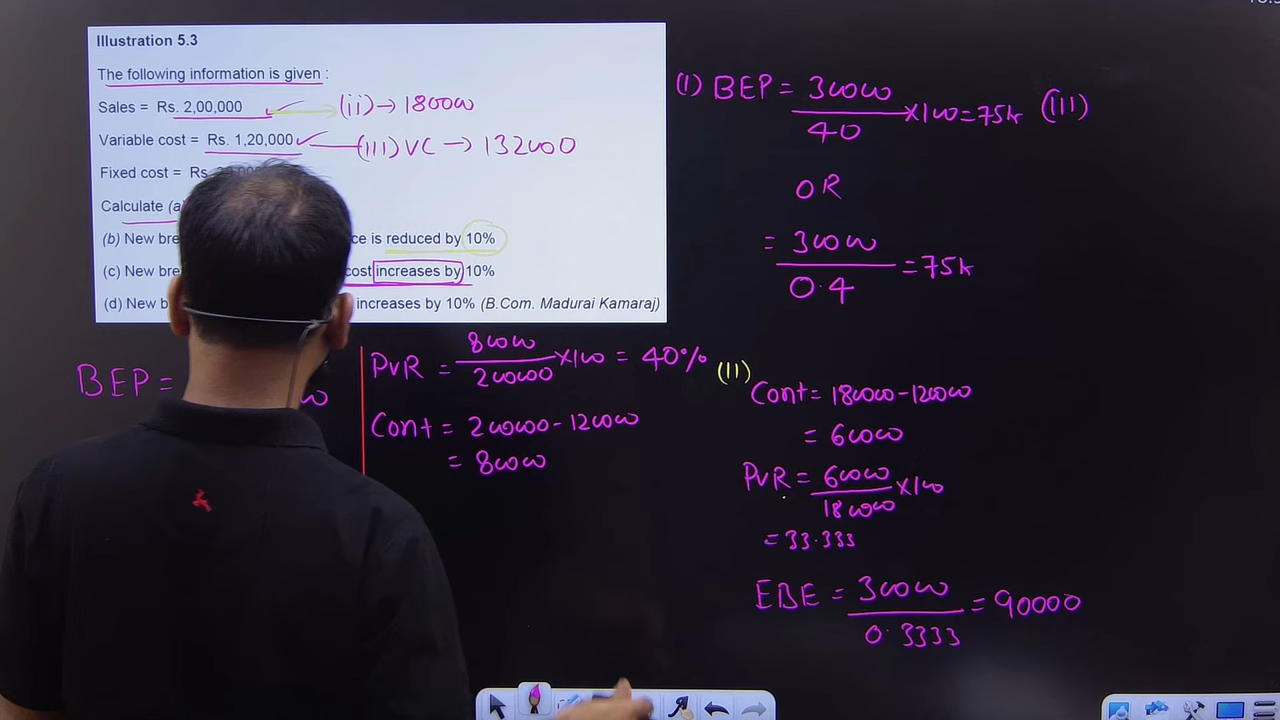 Illustration 5.3
The following information is given :
Sales = Rs. 2,00,000 (ii) → 180000
Variable cost = Rs. 1,20,000 (III) VC → 132000
Fixed cost = Rs.
Calculate (a)
(b) New bre ce is reduced by 10%
(c) New bre cost increases by 10%
(d) New b increases by 10% (B.Com. Madurai Kamaraj)
BEP =
PVR = 80000 / 200000 × 100 = 40%
Cont = 200000 - 120000
= 80000
(I) BEP = 30000 / 40 × 100 = 75k (III)
OR
= 30000 / 0.4 = 75k
(II)
Cont = 180000 - 120000
= 60000
PVR = 60000 / 180000 × 100
= 33.333
EBE = 30000 / 0.3333 = 90000